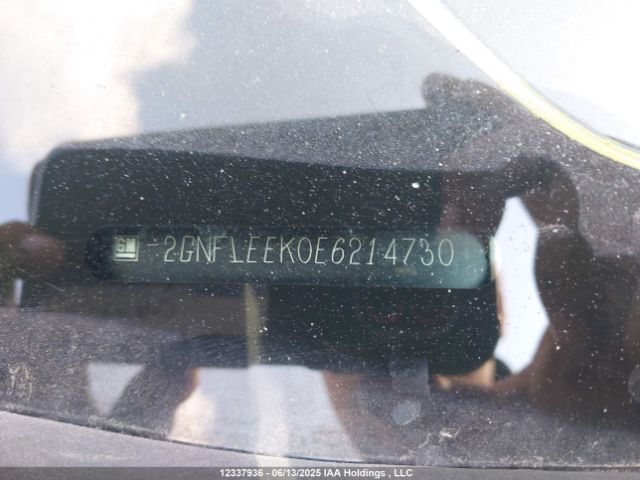 GM -2GNFLEEK0E6214730
12337936 - 06/13/2025 IAA Holdings , LLC